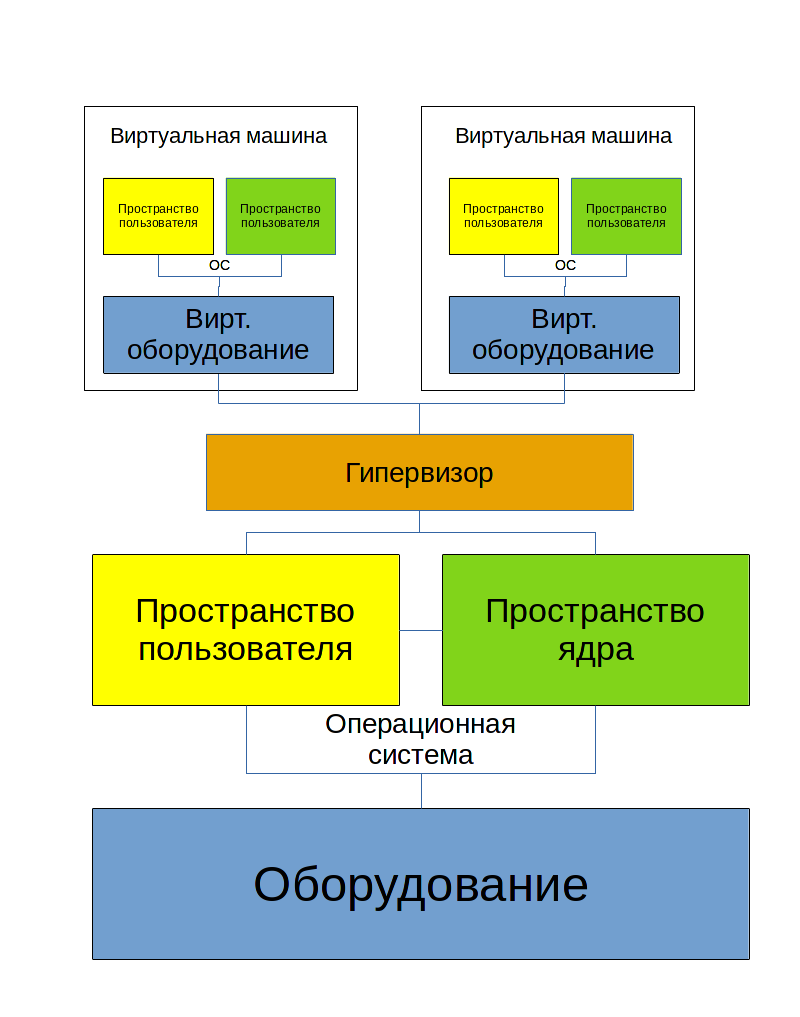 Виртуальная машина
Виртуальная машина
Пространство
пользователя
Пространство
пользователя
Пространство
пользователя
Пространство
пользователя
ОС
ОС
Вирт.
оборудование
Вирт.
оборудование
Гипервизор
Пространство
пользователя
Пространство
ядра
Операционная
система
Оборудование